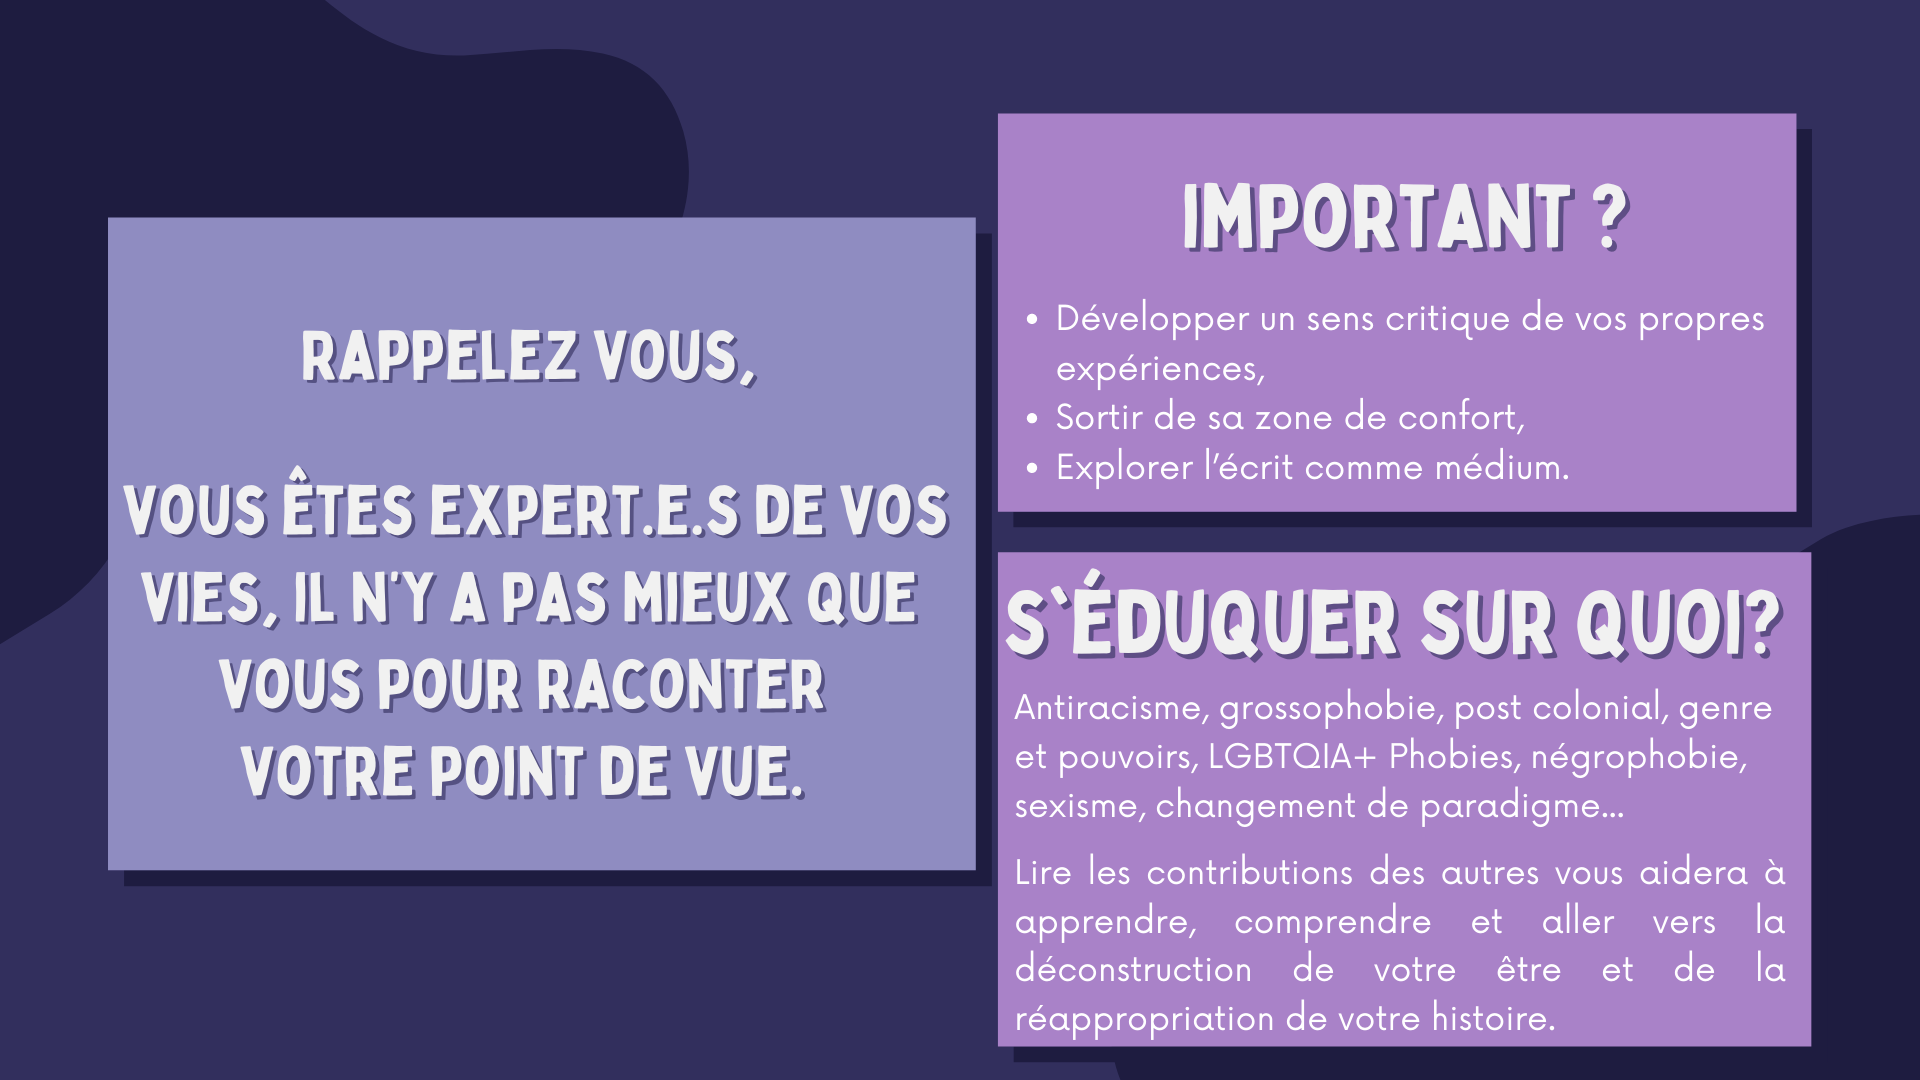 RAPPELEZ VOUS,
VOUS ÊTES EXPERT.E.S DE VOS
VIES, IL N'Y A PAS MIEUX QUE
VOUS POUR RACONTER
VOTRE POINT DE VUE.
IMPORTANT ?
• Développer un sens critique de vos propres
expériences,
• Sortir de sa zone de confort,
• Explorer l’écrit comme médium.
S`ÉDUQUER SUR QUOI?
Antiracisme, grossophobie, post colonial, genre
et pouvoirs, LGBTQIA+ Phobies, négrophobie,
sexisme, changement de paradigme...
Lire les contributions des autres vous aidera à
apprendre, comprendre et aller vers la
déconstruction de votre être et de la
réappropriation de votre histoire.